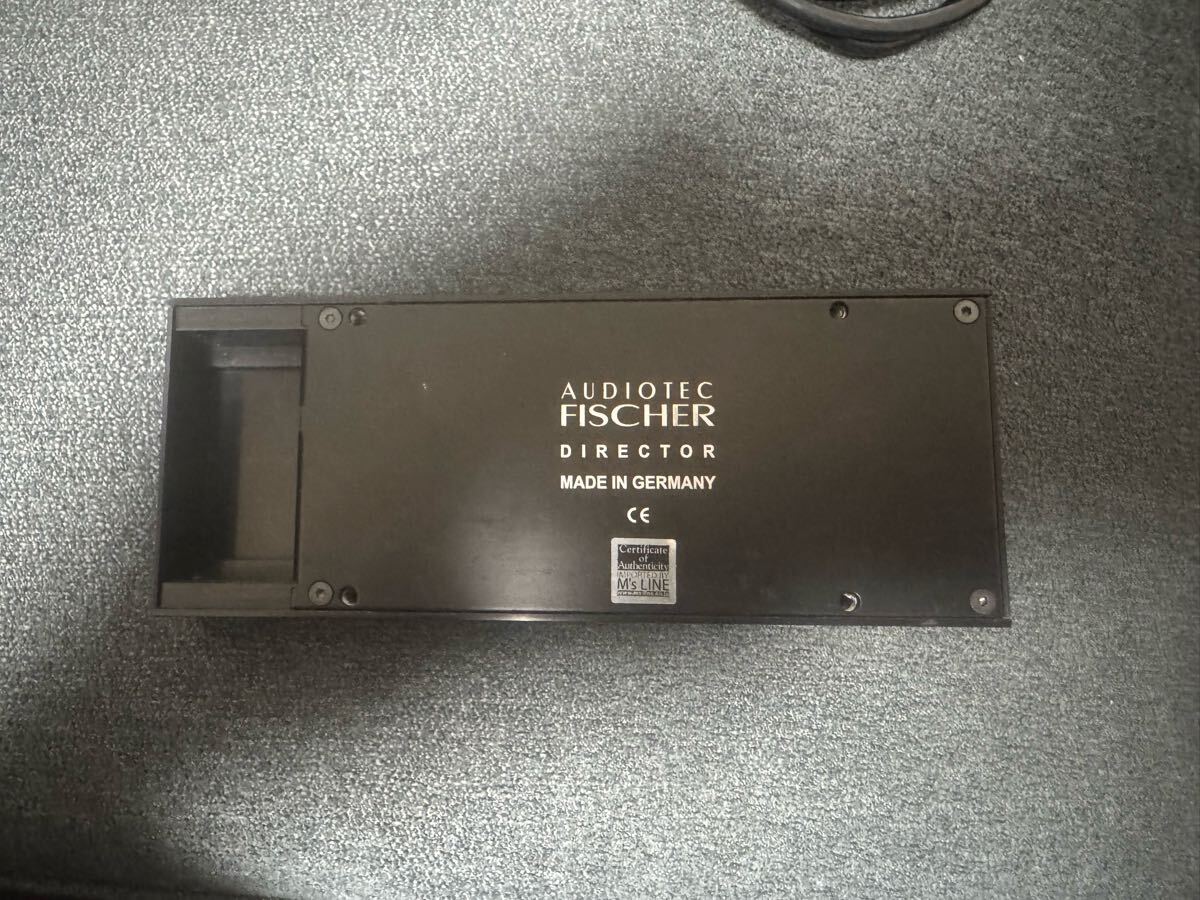 AUDIOTEC
FISCHER
DIRECTOR
MADE IN GERMANY
CE
Certificate
of
Authenticity
IMPORTED BY
M's LINE